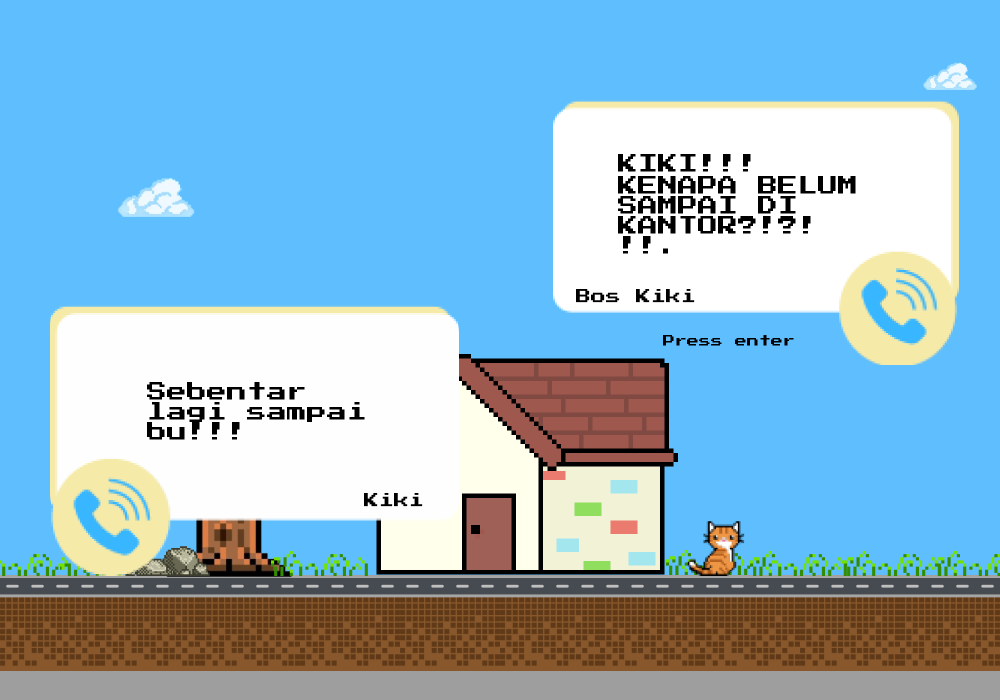 KIKI!!!
KENAPA BELUM
SAMPAI DI
KANTOR?!?!
!!.
Bos Kiki
Press enter
Sebentar
lagi sampai
bu!!!
Kiki